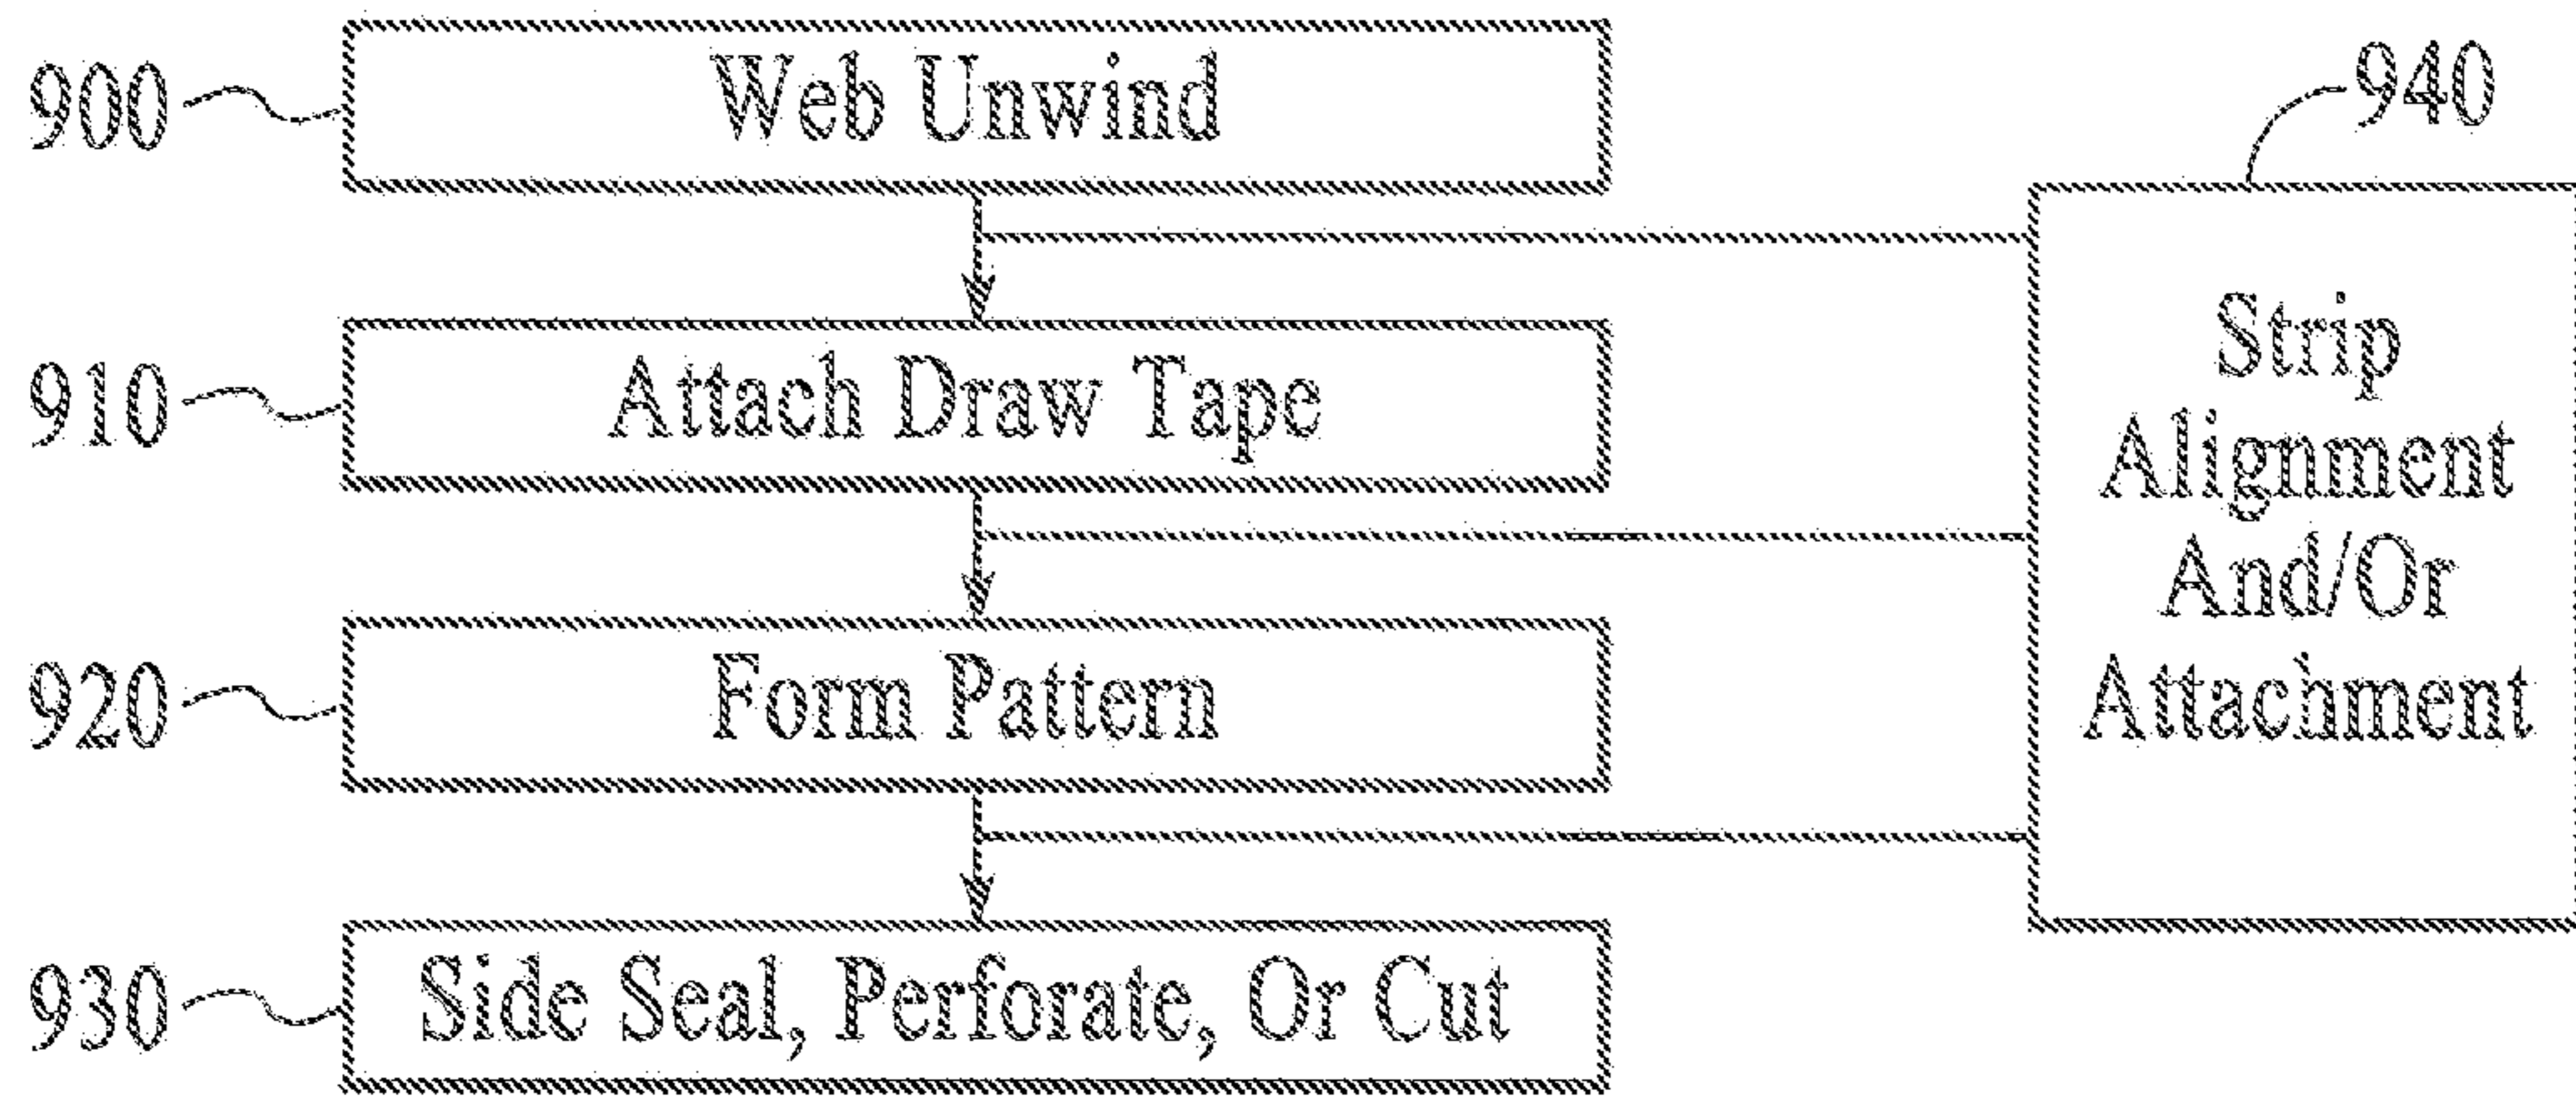 900
Web Unwind
940
910
Attach Draw Tape
Strip
Alignment
And/Or
Attachment
920
Form Pattern
930
Side Seal, Perforate, Or Cut